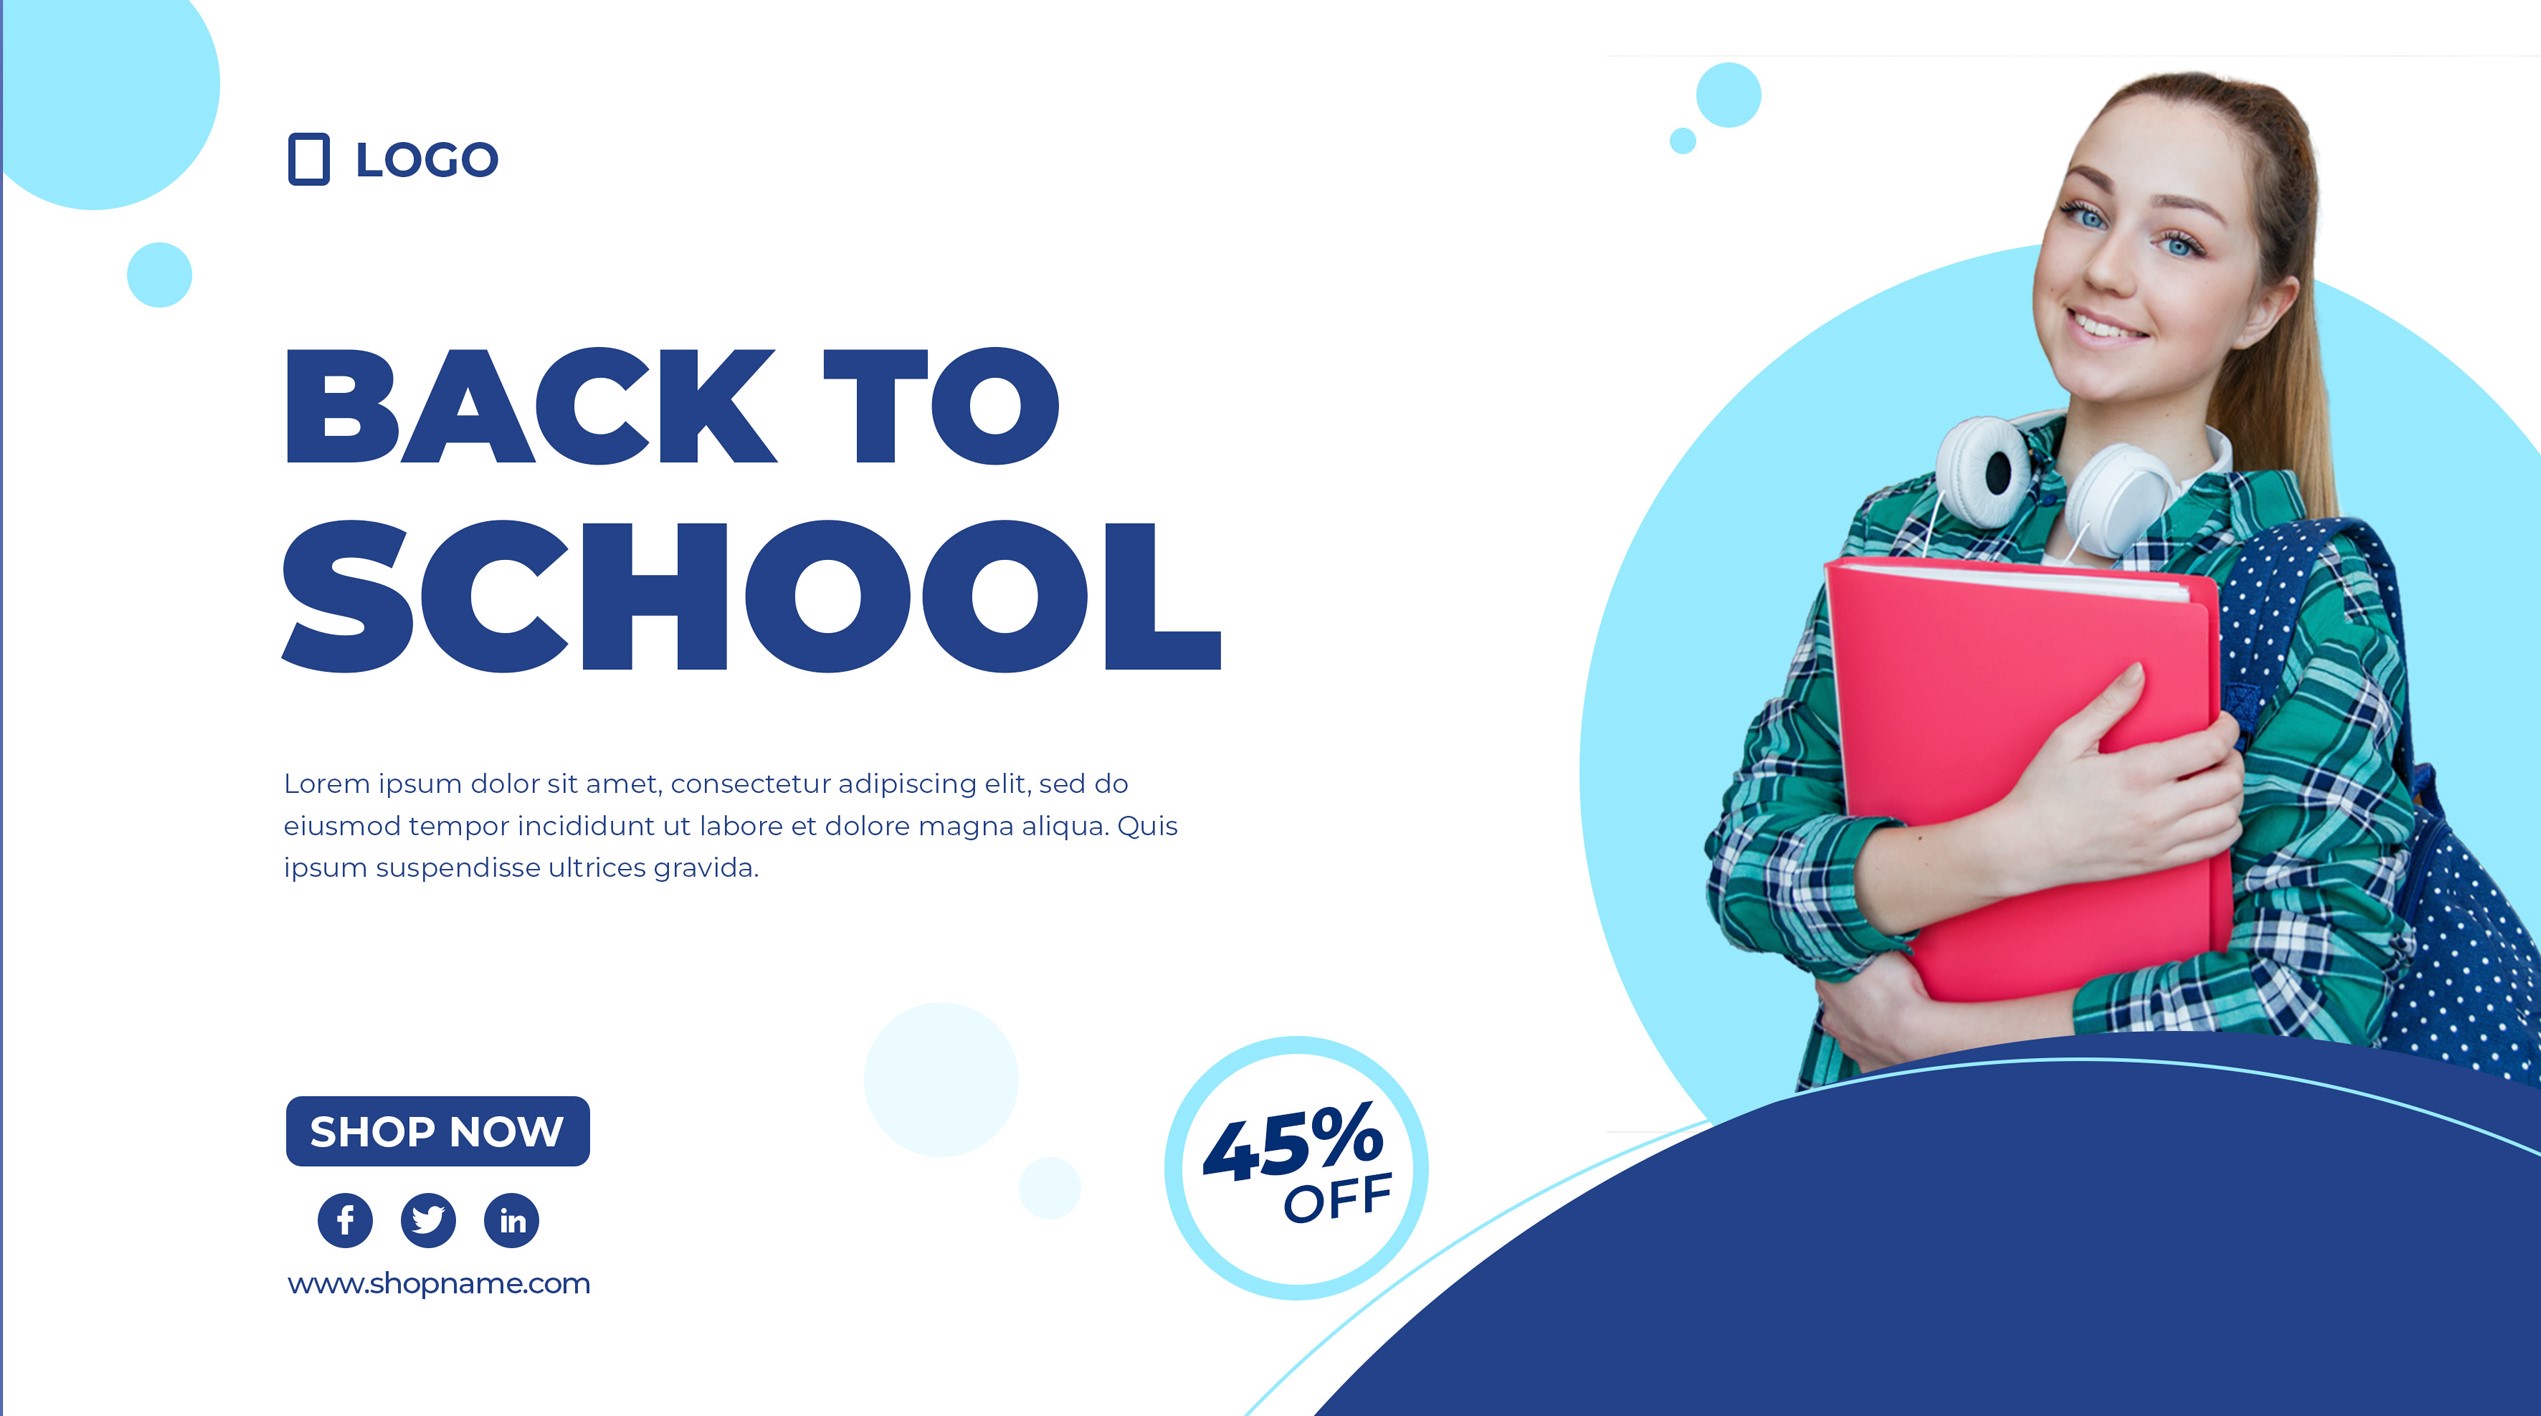 LOGO
BACK TO
SCHOOL
Lorem ipsum dolor sit amet, consectetur adipiscing elit, sed do
eiusmod tempor incididunt ut labore et dolore magna aliqua. Quis
ipsum suspendisse ultrices gravida.
SHOP NOW
www.shopname.com
45%
OFF